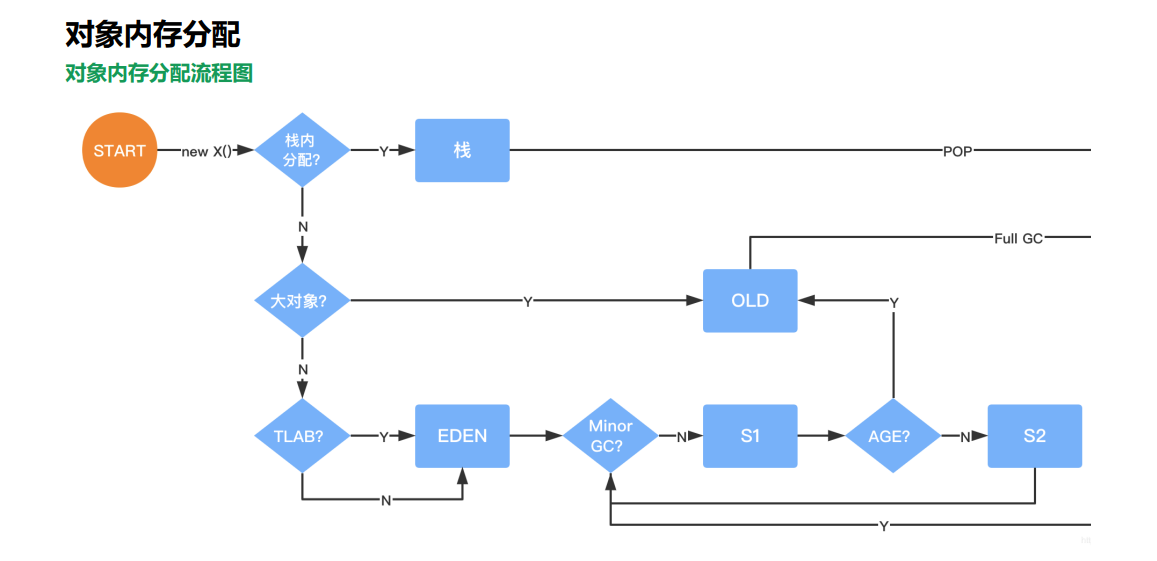 对象内存分配
对象内存分配流程图
START
new X()
栈内
分配?
Y
栈
POP
N
Full GC
大对象?
Y
OLD
Y
N
TLAB?
Y
EDEN
Minor
GC?
N
S1
AGE?
N
S2
N
Y